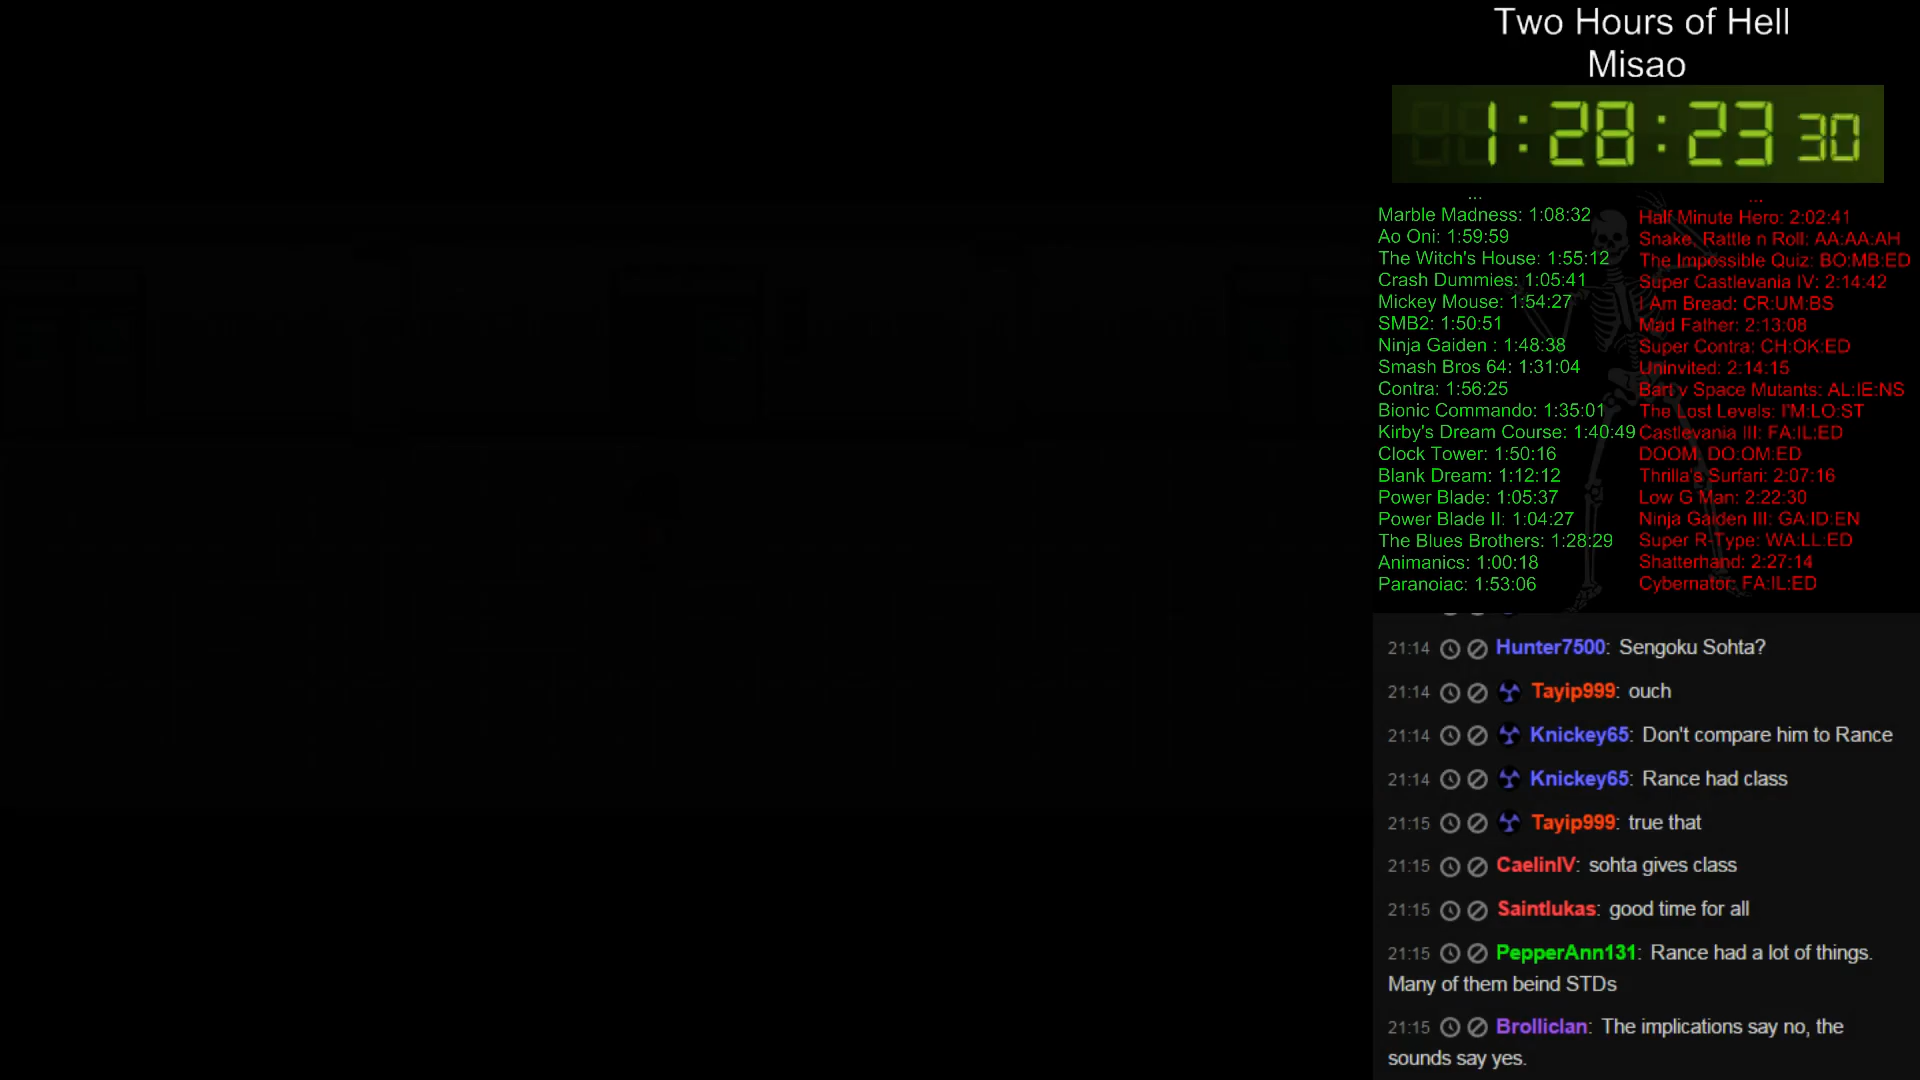 Two Hours of Hell
Misao
1:28:23 30
...
Marble Madness: 1:08:32
Ao Oni: 1:59:59
The Witch's House: 1:55:12
Crash Dummies: 1:05:41
Mickey Mouse: 1:54:27
SMB2: 1:50:51
Ninja Gaiden : 1:48:38
Smash Bros 64: 1:31:04
Contra: 1:56:25
Bionic Commando: 1:35:01
Kirby's Dream Course: 1:40:49
Clock Tower: 1:50:16
Blank Dream: 1:12:12
Power Blade: 1:05:37
Power Blade II: 1:04:27
The Blues Brothers: 1:28:29
Animanics: 1:00:18
Paranoiac: 1:53:06
...
Half Minute Hero: 2:02:41
Snake, Rattle n Roll: AA:AA:AH
The Impossible Quiz: BO:MB:ED
Super Castlevania IV: 2:14:42
I Am Bread: CR:UM:BS
Mad Father: 2:13:08
Super Contra: CH:OK:ED
Uninvited: 2:14:15
Bart v Space Mutants: AL:IE:NS
The Lost Levels: I'M:LO:ST
Castlevania III: FA:IL:ED
DOOM: DO:OM:ED
Thrilla's Surfari: 2:07:16
Low G Man: 2:22:30
Ninja Gaiden III: GA:ID:EN
Super R-Type: WA:LL:ED
Shatterhand: 2:27:14
Cybernator: FA:IL:ED
21:14 Hunter7500: Sengoku Sohta?
21:14 Tayip999: ouch
21:14 Knickey65: Don't compare him to Rance
21:14 Knickey65: Rance had class
21:15 Tayip999: true that
21:15 CaelinIV: sohta gives class
21:15 Saintlukas: good time for all
21:15 PepperAnn131: Rance had a lot of things.
Many of them beind STDs
21:15 Brolliclan: The implications say no, the
sounds say yes.